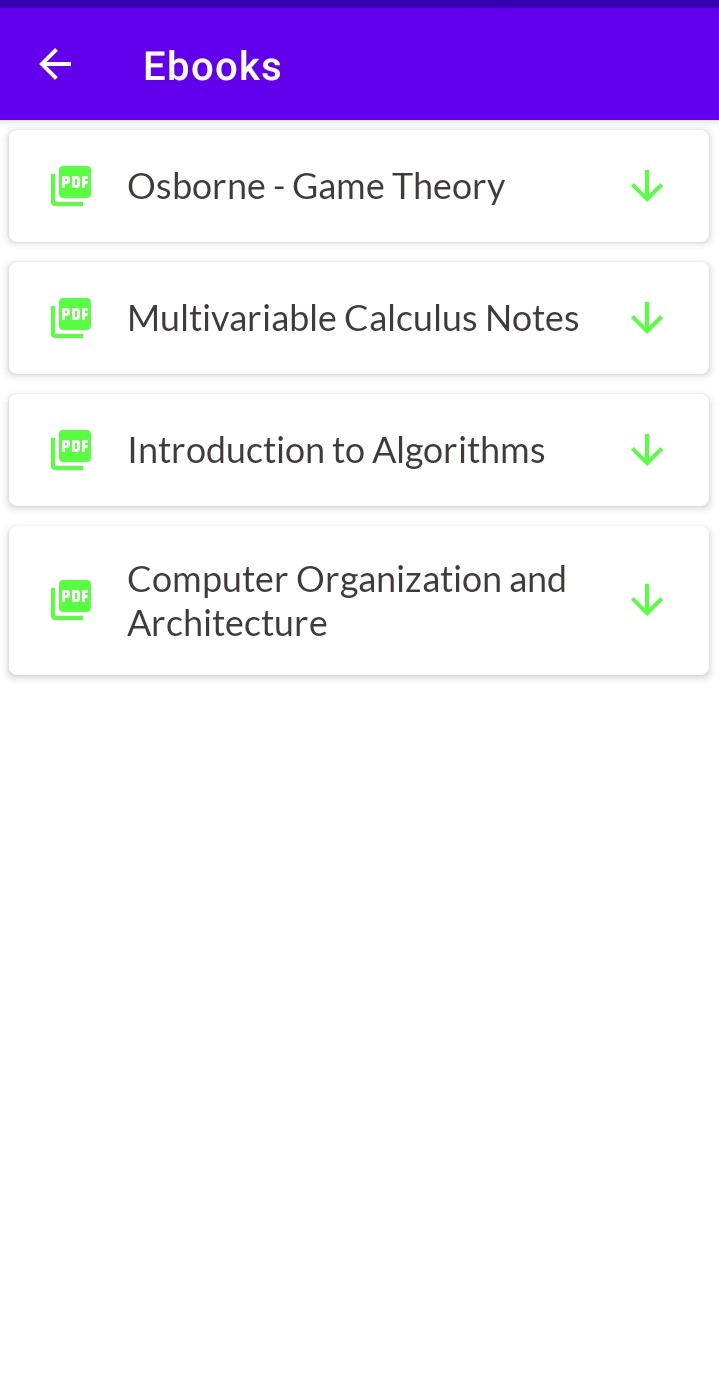 Ebooks
PDF
Osborne - Game Theory
PDF
Multivariable Calculus Notes
PDF
Introduction to Algorithms
PDF
Computer Organization and
Architecture